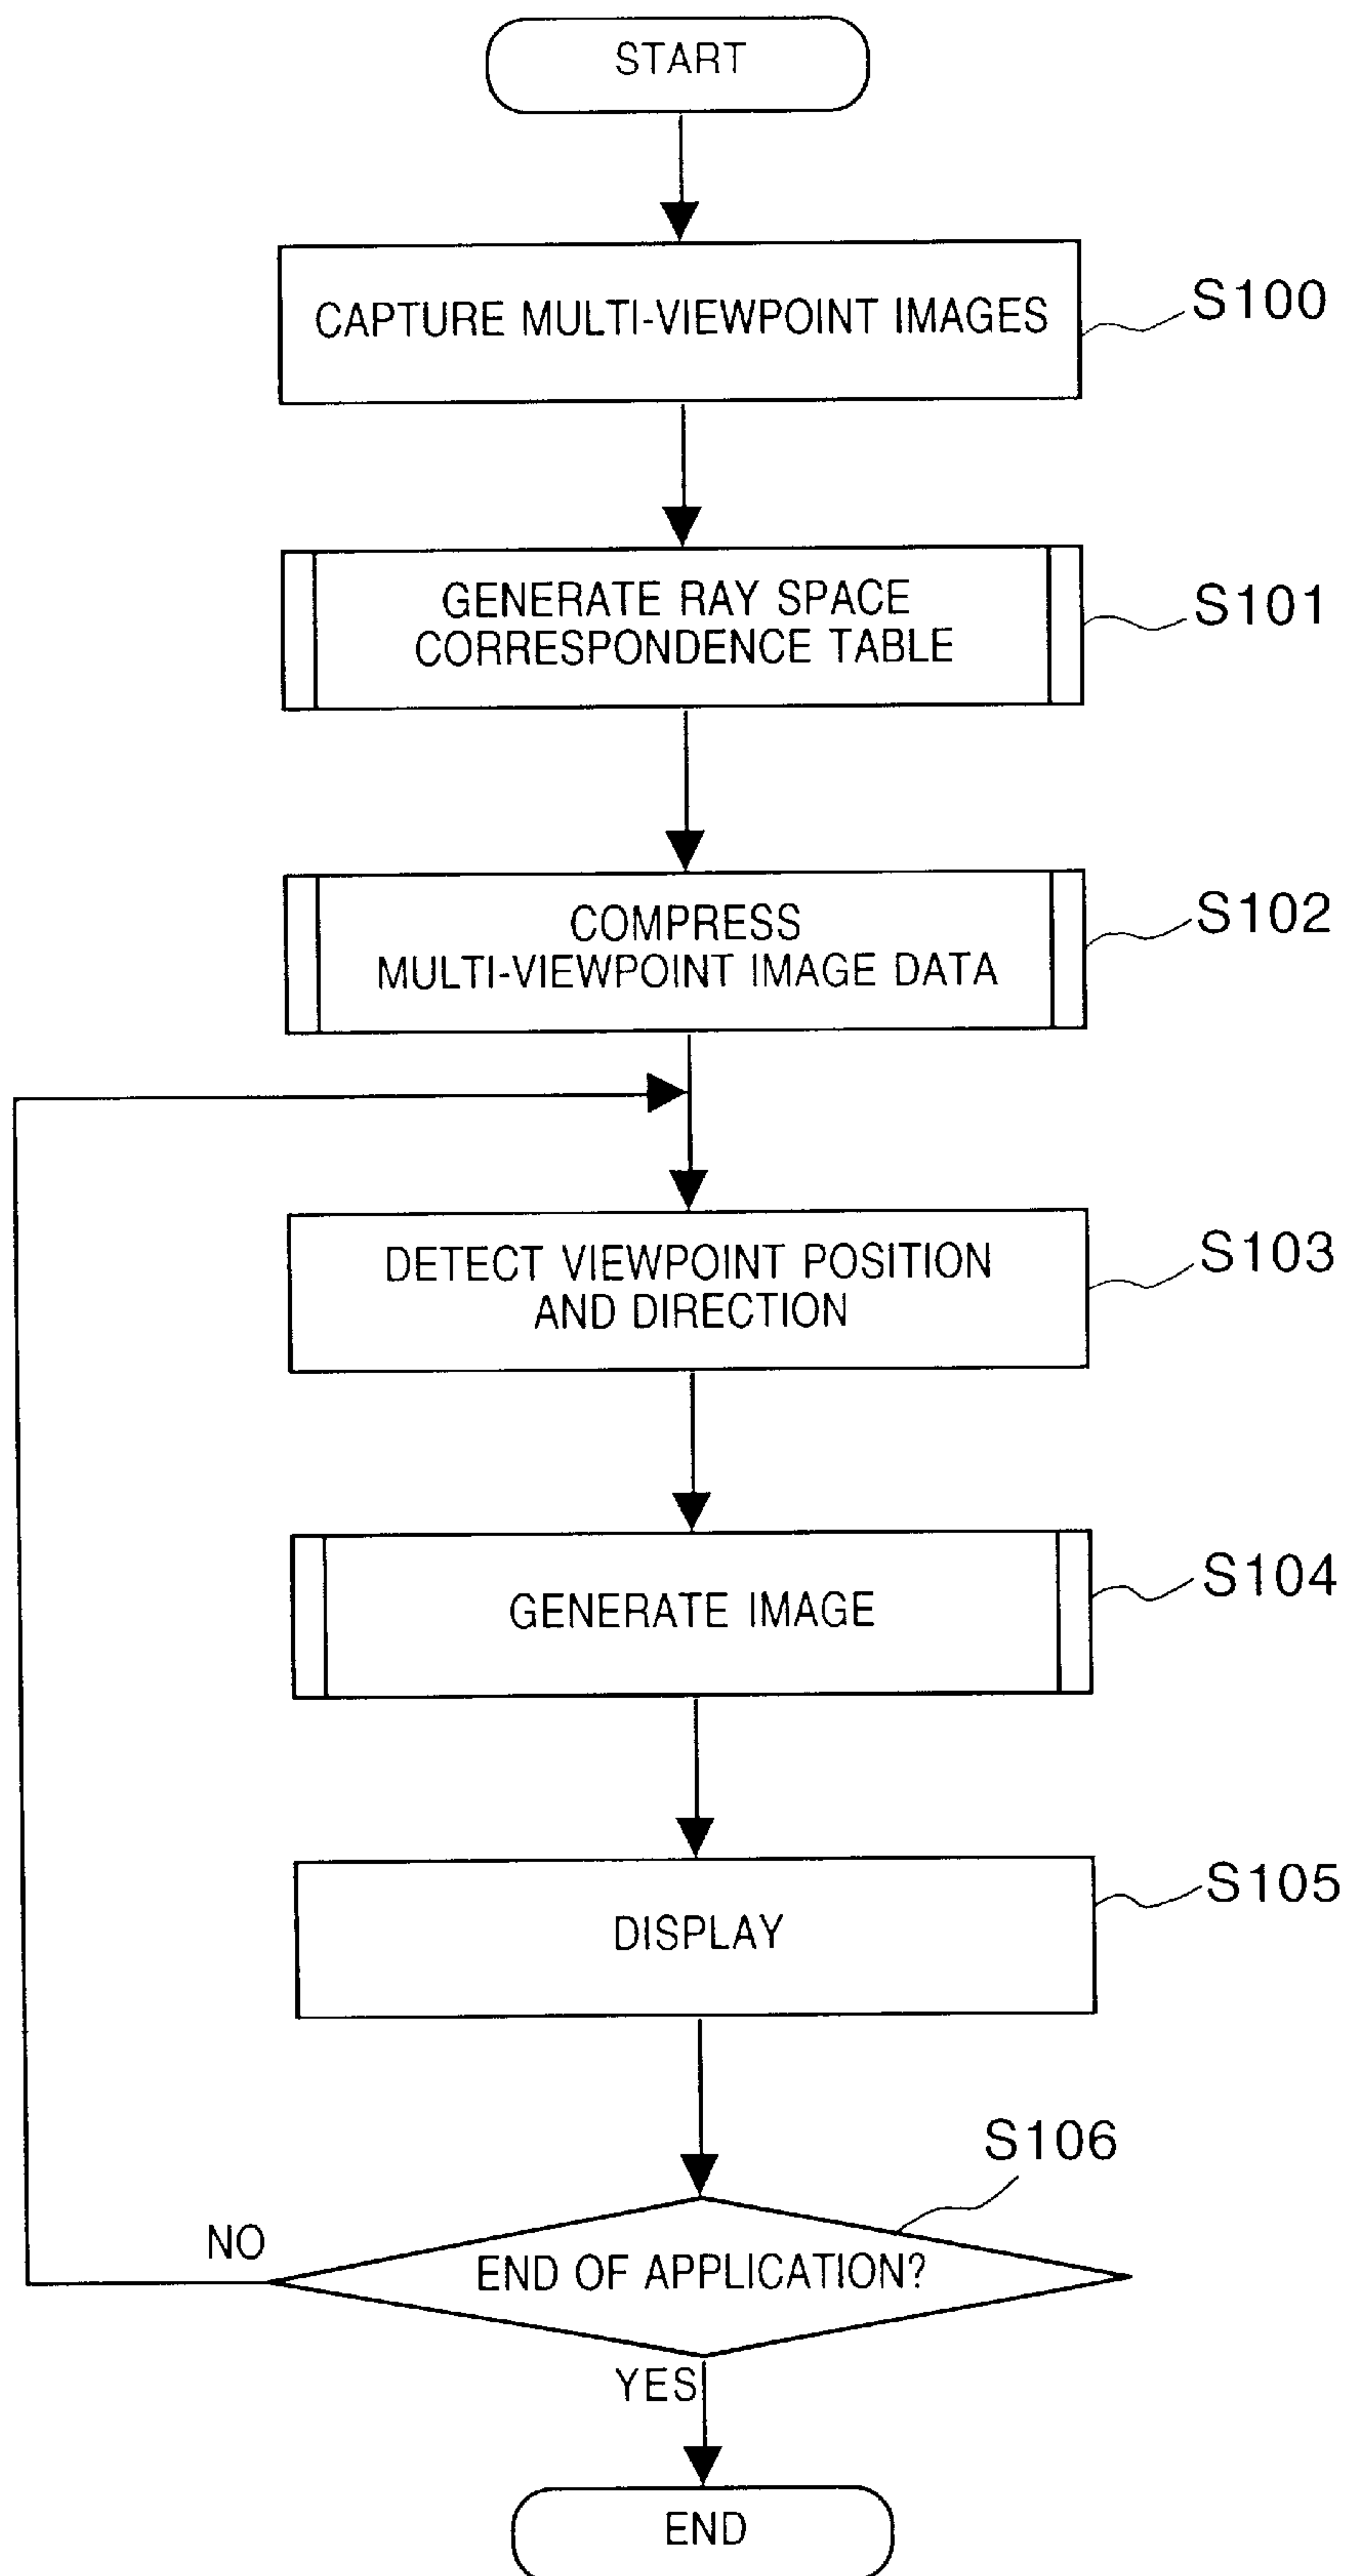 START
CAPTURE MULTI-VIEWPOINT IMAGES
S100
GENERATE RAY SPACE
CORRESPONDENCE TABLE
S101
COMPRESS
MULTI-VIEWPOINT IMAGE DATA
S102
DETECT VIEWPOINT POSITION
AND DIRECTION
S103
GENERATE IMAGE
S104
DISPLAY
S105
S106
NO
END OF APPLICATION?
YES
END